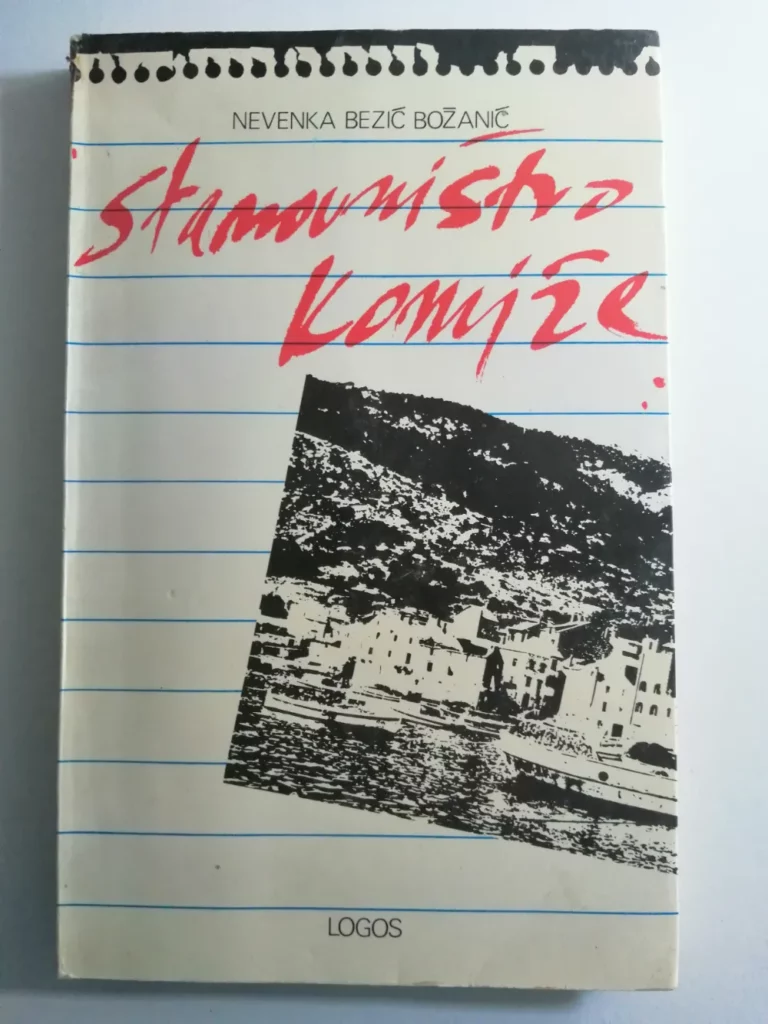 NEVENKA BEZIĆ BOŽANIĆ
stanovništvo
Komiže
LOGOS